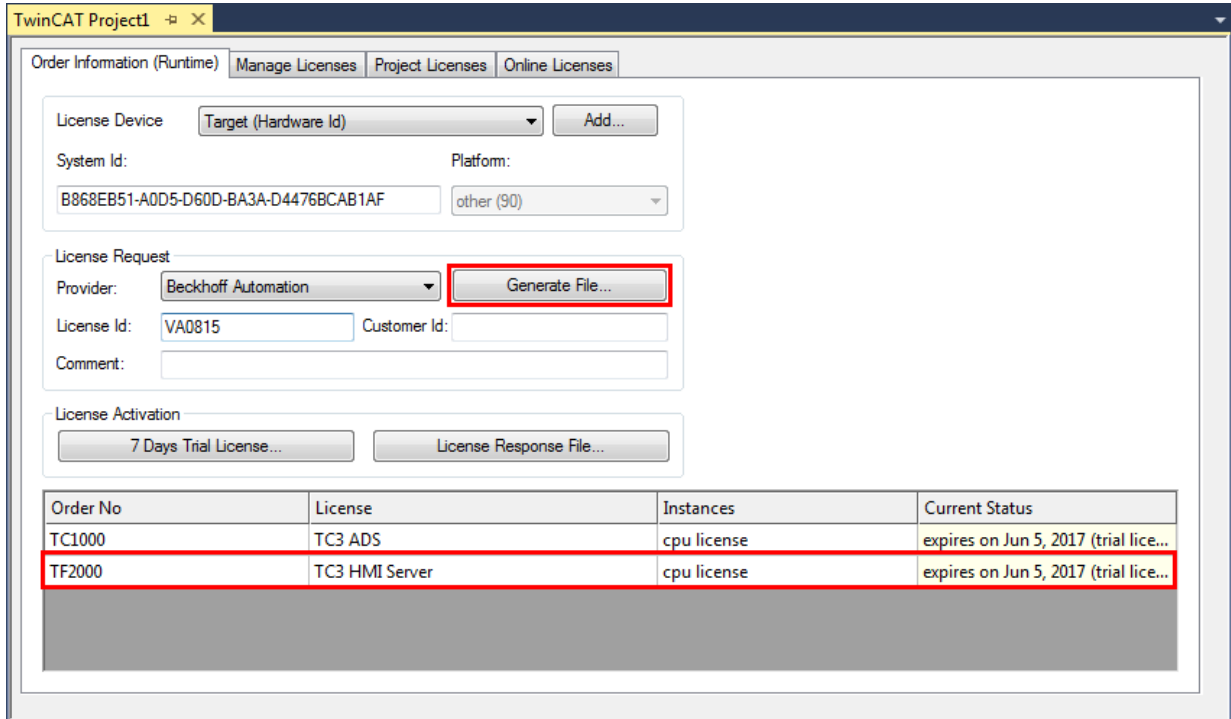 TwinCAT Project1
Order Information (Runtime) Manage Licenses Project Licenses Online Licenses
License Device Target (Hardware Id) Add...
System Id: Platform:
B868EB51-A0D5-D60D-BA3A-D4476BCAB1AF other (90)
License Request
Provider: Beckhoff Automation Generate File...
License Id: VA0815 Customer Id:
Comment:
License Activation
7 Days Trial License... License Response File...
Order No License Instances Current Status
TC1000 TC3 ADS cpu license expires on Jun 5, 2017 (trial lice...
TF2000 TC3 HMI Server cpu license expires on Jun 5, 2017 (trial lice...